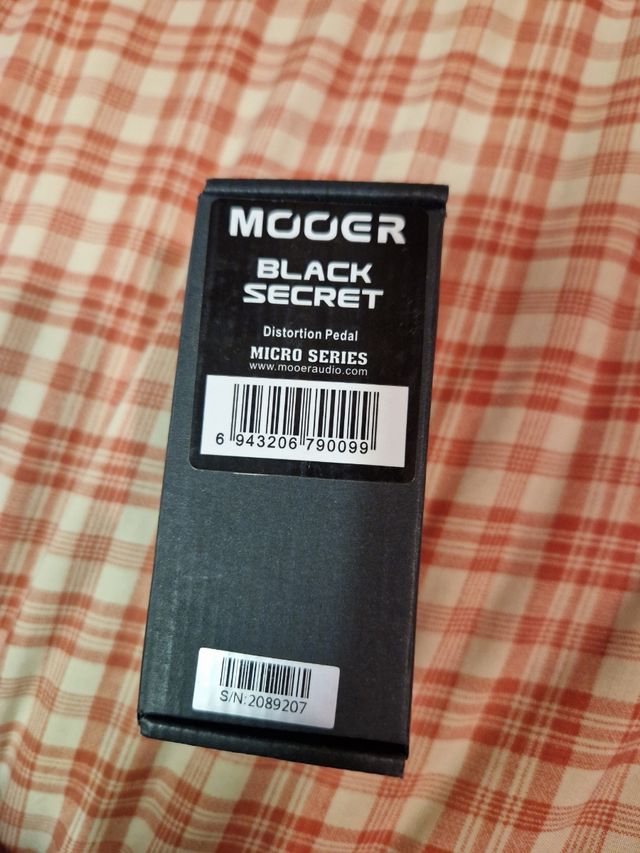 MOOER
BLACK
SECRET
Distortion Pedal
MICRO SERIES
www.mooeraudio.com
6 943206 790099
S/N:2089207